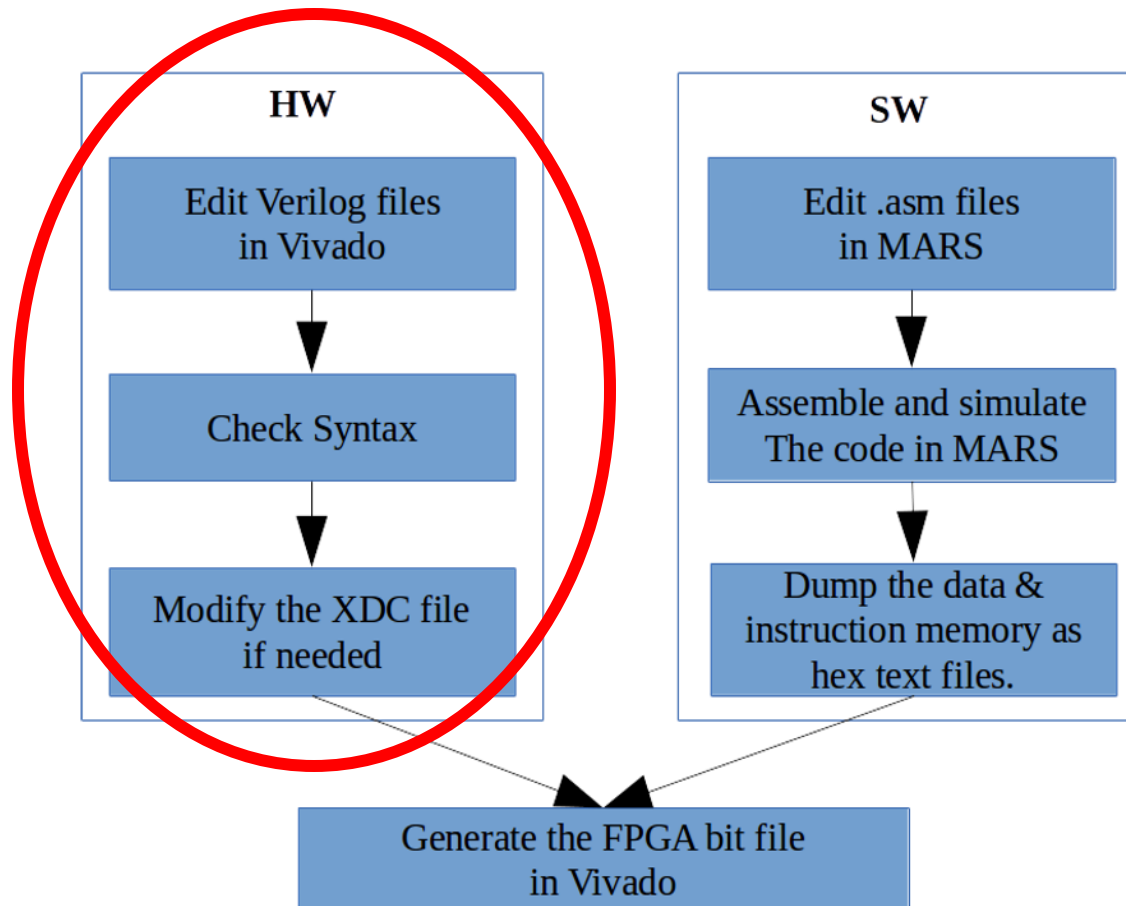 HW
Edit Verilog files
in Vivado
Check Syntax
Modify the XDC file
if needed
SW
Edit .asm files
in MARS
Assemble and simulate
The code in MARS
Dump the data &
instruction memory as
hex text files.
Generate the FPGA bit file
in Vivado